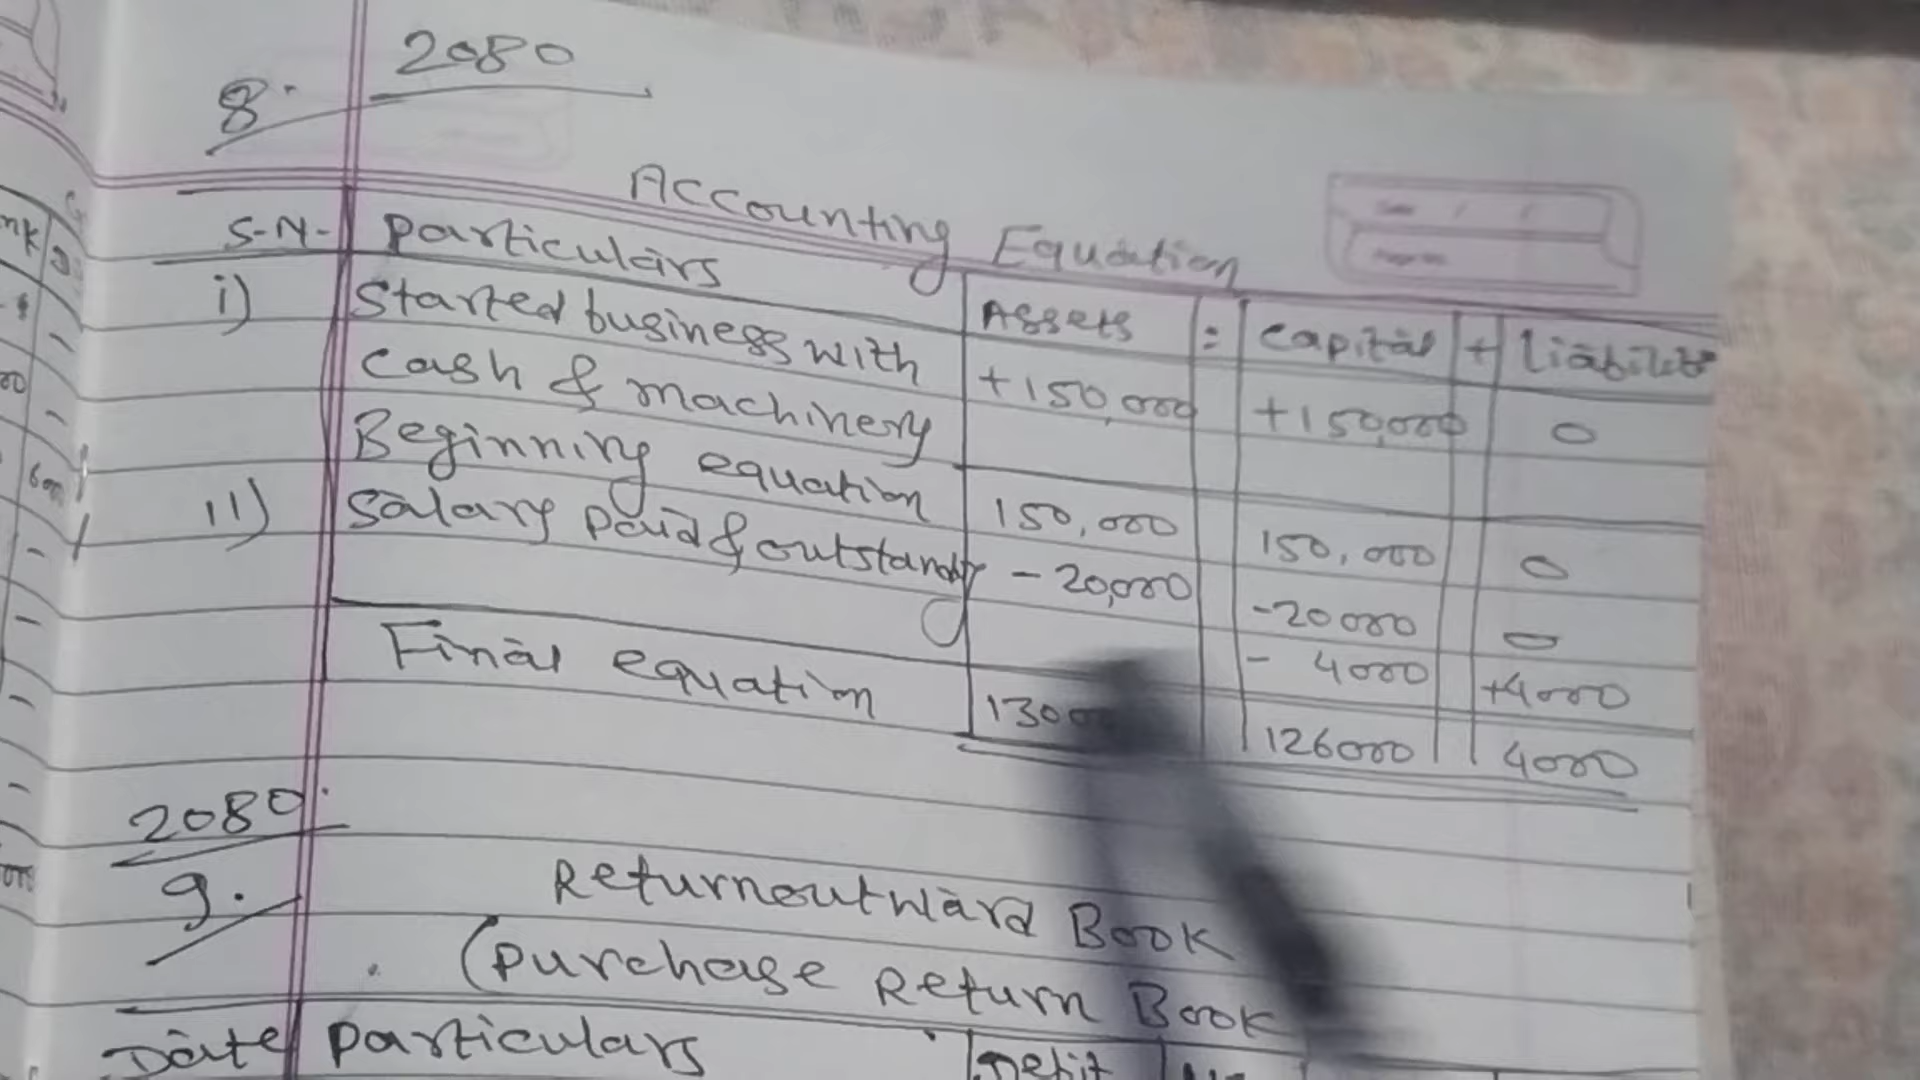 2080
8.
Accounting Equation
S.N. Particulars Assets = Capital + Liabilities
i) Started business with +150,000 +150,000 0
Cash & machinery
Beginning equation 150,000 150,000 0
ii) Salary Paid & outstanding -20,000 -20000 0
- 4000 +4000
Final equation 1300 126000 4000
2080
9. Returnoutward Book
(Purchase Return Book
Date Particulars Debit